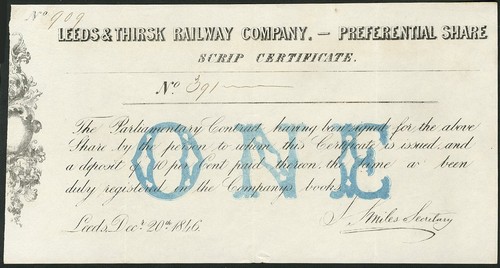 No 909
LEEDS & THIRSK RAILWAY COMPANY. — PREFERENTIAL SHARE
SCRIP CERTIFICATE.
No. 391
ONE
The Parliamentary Contract having been signed for the above
Share by the person to whom this Certificate is issued, and
a deposit of 10 per Cent paid thereon, the same has been
duly registered in the Company's books.
Leeds, Decr. 20th 1846.
S. Smiles Secretary